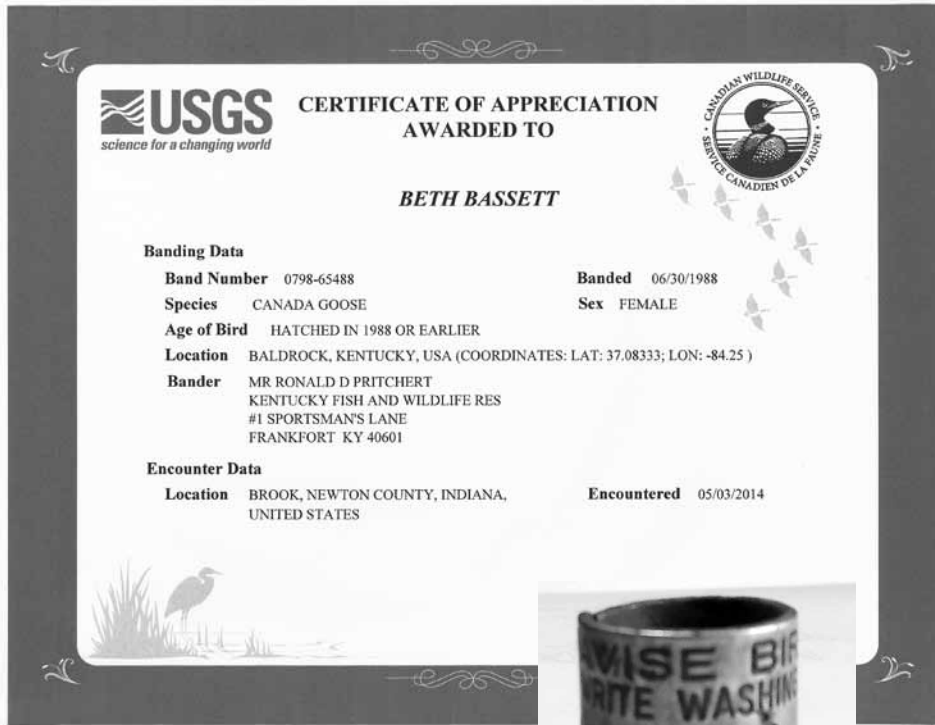 USGS
science for a changing world
CERTIFICATE OF APPRECIATION
AWARDED TO
CANADIAN WILDLIFE SERVICE
SERVICE CANADIEN DE LA FAUNE
BETH BASSETT
Banding Data
Band Number 0798-65488 Banded 06/30/1988
Species CANADA GOOSE Sex FEMALE
Age of Bird HATCHED IN 1988 OR EARLIER
Location BALDROCK, KENTUCKY, USA (COORDINATES: LAT: 37.08333; LON: -84.25 )
Bander MR RONALD D PRITCHERT
KENTUCKY FISH AND WILDLIFE RES
#1 SPORTSMAN'S LANE
FRANKFORT KY 40601
Encounter Data
Location BROOK, NEWTON COUNTY, INDIANA, Encountered 05/03/2014
UNITED STATES